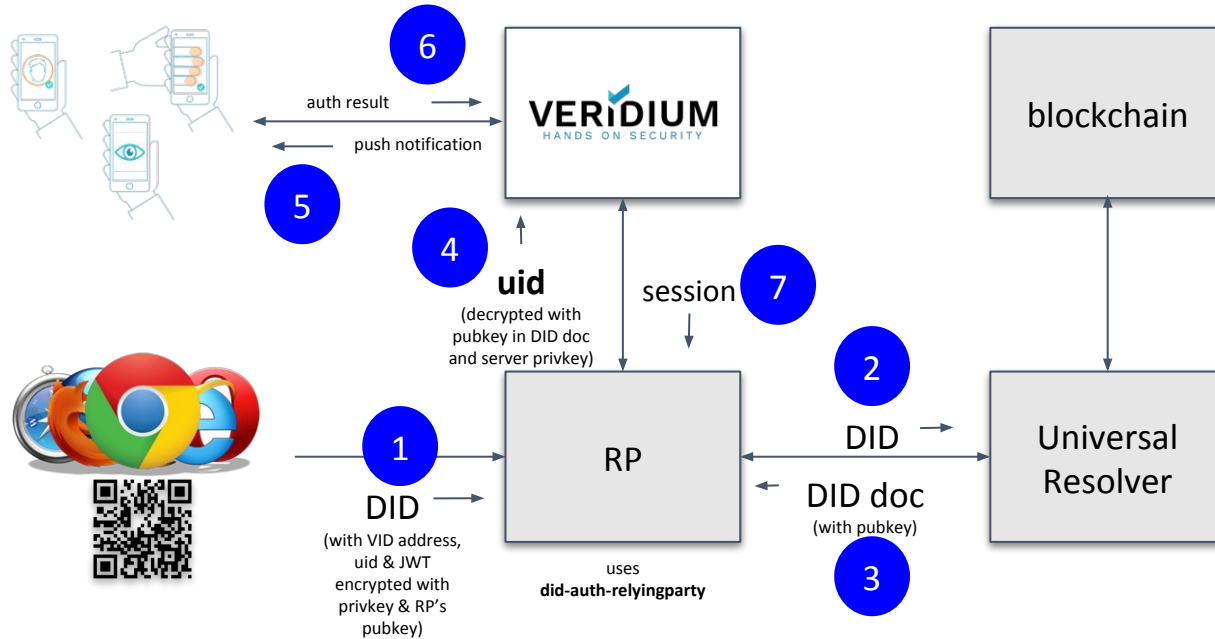 6
auth result
push notification
5
VERIDIUM
HANDS ON SECURITY
blockchain
4
uid
(decrypted with
pubkey in DID doc
and server privkey)
session
7
2
1
DID
(with VID address,
uid & JWT
encrypted with
privkey & RP's
pubkey)
RP
uses
did-auth-relyingparty
DID
DID doc
(with pubkey)
3
Universal
Resolver